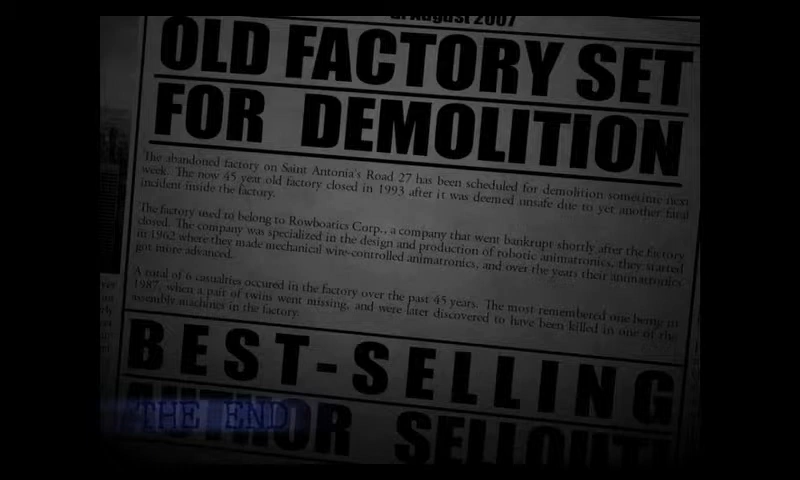 of August 2007
OLD FACTORY SET
FOR DEMOLITION
The abandoned factory on Saint Antonia's Road 27 has been scheduled for demolition sometime next
week. The now 45 year old factory closed in 1993 after it was deemed unsafe due to yet another fatal
incident inside the factory.
The factory used to belong to Rowboatics Corp., a company that went bankrupt shortly after the factory
closed. The company was specialized in the design and production of robotic animatronics, they started
in 1962 where they made mechanical wire-controlled animatronics, and over the years their animatronics
got more advanced.
A total of 6 casualties occured in the factory over the past 45 years. The most remembered one being in
1987, when a pair of twins went missing, and were later discovered to have been killed in one of the
assembly machines in the factory.
BEST-SELLING
AUTHOR SELLOUT!
THE END